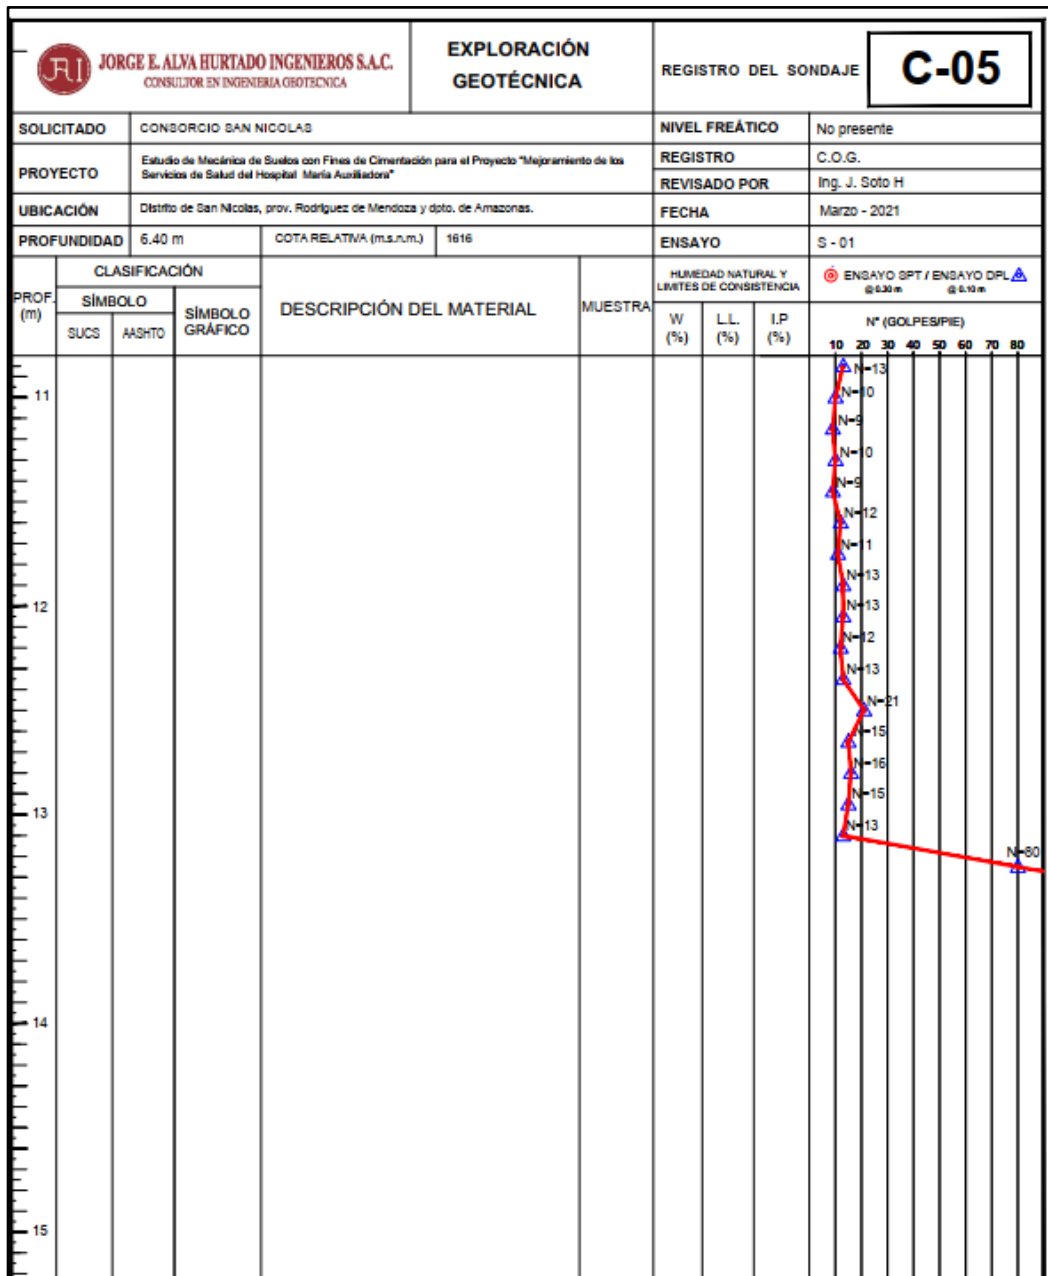 JRI JORGE E. ALVA HURTADO INGENIEROS S.A.C.
CONSULTOR EN INGENIERIA GEOTECNICA
EXPLORACIÓN
GEOTÉCNICA
REGISTRO DEL SONDAJE
C-05
SOLICITADO CONSORCIO SAN NICOLAS
NIVEL FREÁTICO No presente
PROYECTO Estudio de Mecánica de Suelos con Fines de Cimentación para el Proyecto "Mejoramiento de los
Servicios de Salud del Hospital María Auxiliadora"
REGISTRO C.O.G.
REVISADO POR Ing. J. Soto H
UBICACIÓN Distrito de San Nicolas, prov. Rodriguez de Mendoza y dpto. de Amazonas.
FECHA Marzo - 2021
PROFUNDIDAD 6.40 m COTA RELATIVA (m.s.n.m.) 1616
ENSAYO S - 01
PROF.
(m)
CLASIFICACIÓN
SÍMBOLO
SUCS AASHTO
SÍMBOLO
GRÁFICO
DESCRIPCIÓN DEL MATERIAL
MUESTRA
HUMEDAD NATURAL Y
LIMITES DE CONSISTENCIA
W
(%)
L.L.
(%)
I.P
(%)
ENSAYO SPT / ENSAYO DPL
@ 0.30 m @ 0.10 m
N° (GOLPES/PIE)
10 20 30 40 50 60 70 80
N=13
11
N=10
N=9
N=10
N=9
N=12
N=11
N=13
12
N=13
N=12
N=13
N=21
N=15
N=16
N=15
13
N=13
N=80
14
15